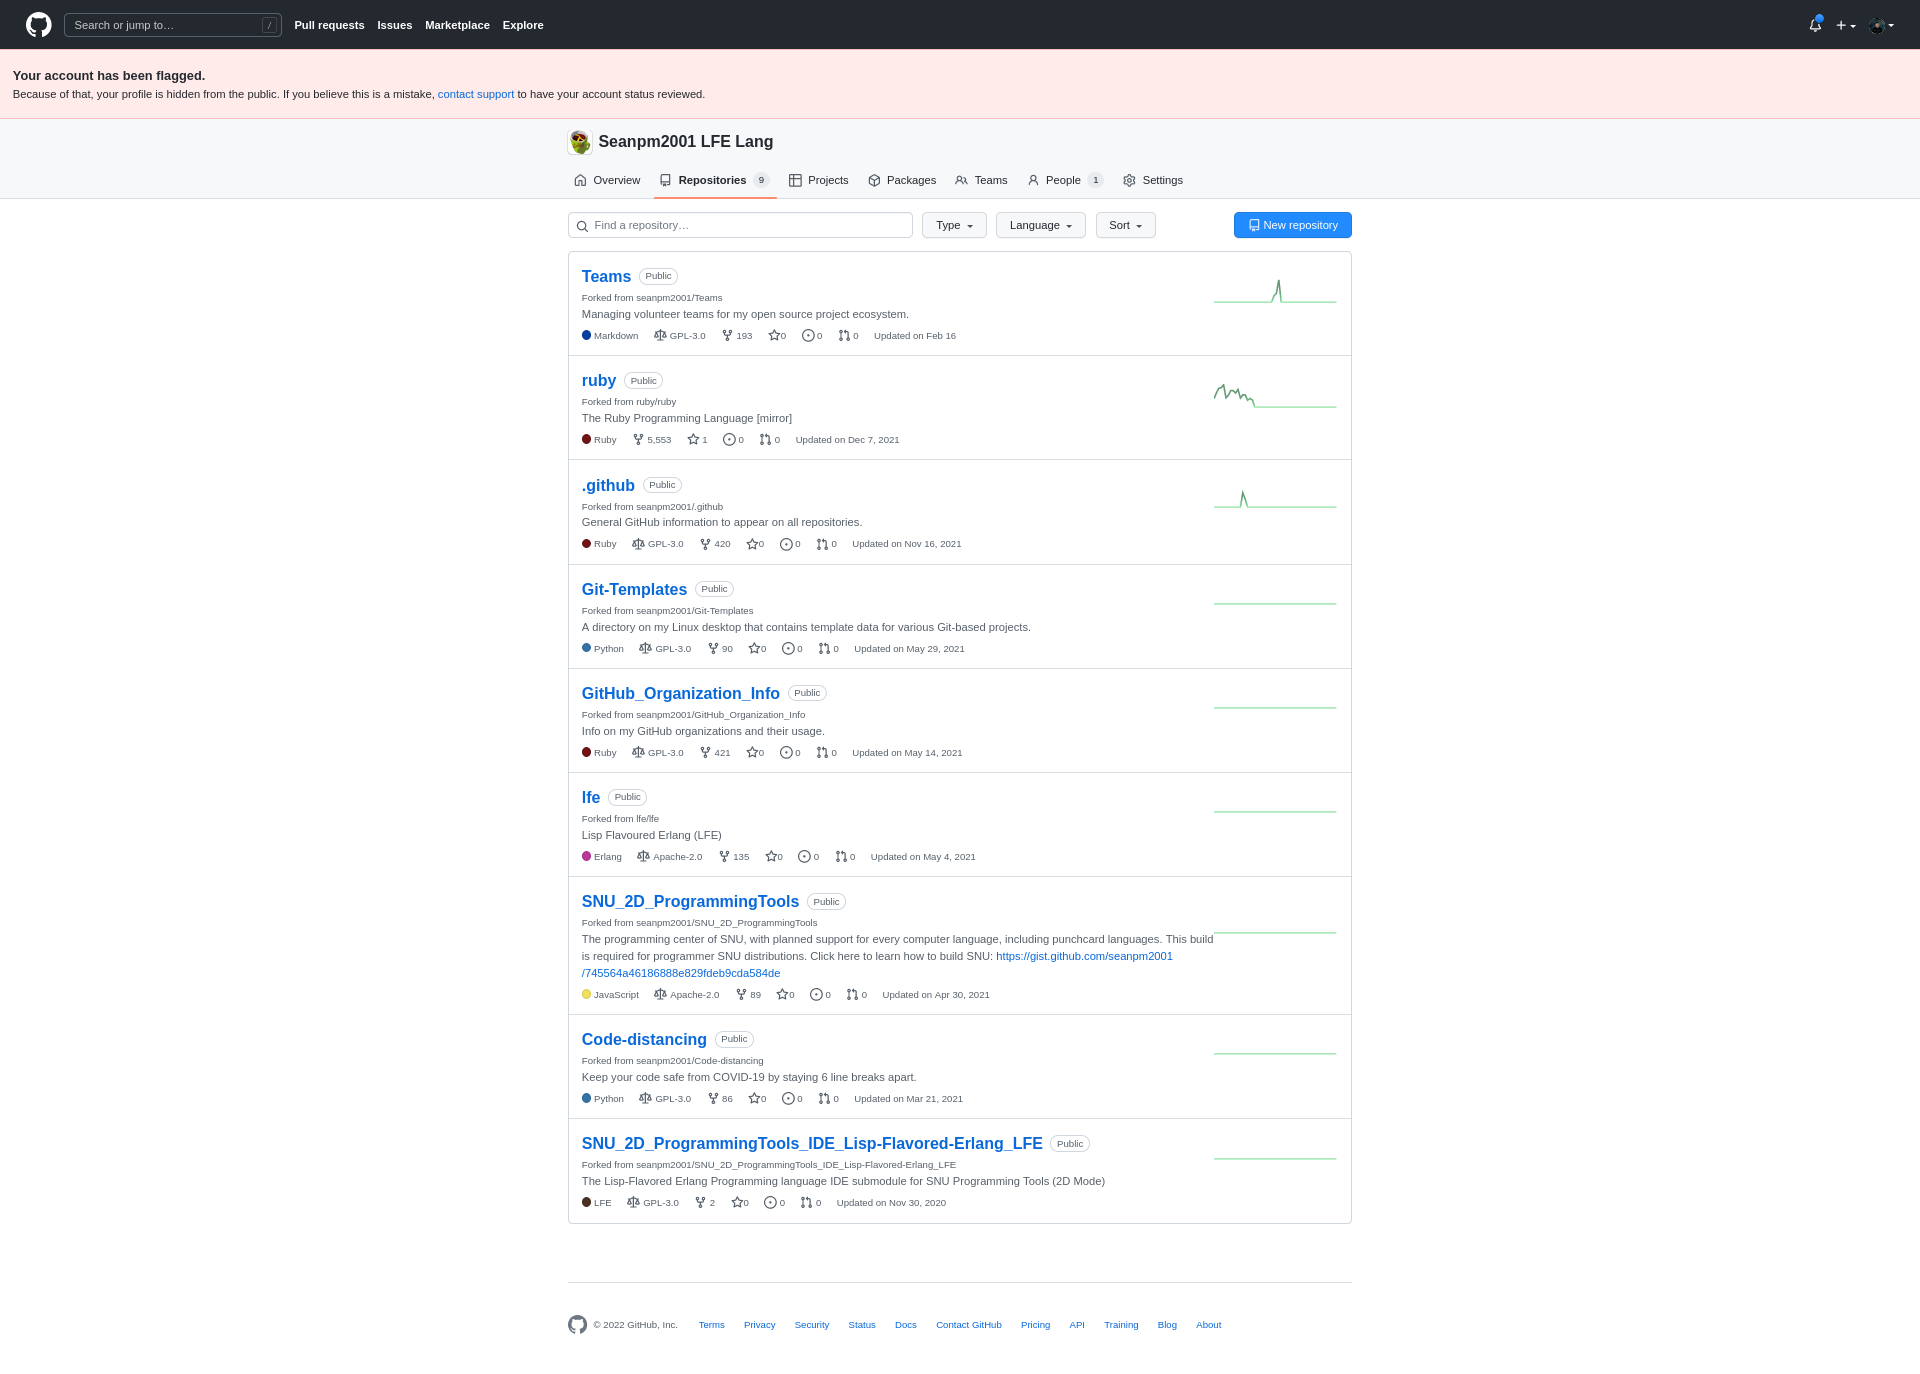 Search or jump to… /
Pull requests Issues Marketplace Explore
Your account has been flagged.
Because of that, your profile is hidden from the public. If you believe this is a mistake, contact support to have your account status reviewed.
Seanpm2001 LFE Lang
Overview Repositories 9 Projects Packages Teams People 1 Settings
Find a repository… Type Language Sort New repository
Teams Public
Forked from seanpm2001/Teams
Managing volunteer teams for my open source project ecosystem.
Markdown GPL-3.0 193 0 0 0 Updated on Feb 16
ruby Public
Forked from ruby/ruby
The Ruby Programming Language [mirror]
Ruby 5,553 1 0 0 Updated on Dec 7, 2021
.github Public
Forked from seanpm2001/.github
General GitHub information to appear on all repositories.
Ruby GPL-3.0 420 0 0 0 Updated on Nov 16, 2021
Git-Templates Public
Forked from seanpm2001/Git-Templates
A directory on my Linux desktop that contains template data for various Git-based projects.
Python GPL-3.0 90 0 0 0 Updated on May 29, 2021
GitHub_Organization_Info Public
Forked from seanpm2001/GitHub_Organization_Info
Info on my GitHub organizations and their usage.
Ruby GPL-3.0 421 0 0 0 Updated on May 14, 2021
lfe Public
Forked from lfe/lfe
Lisp Flavoured Erlang (LFE)
Erlang Apache-2.0 135 0 0 0 Updated on May 4, 2021
SNU_2D_ProgrammingTools Public
Forked from seanpm2001/SNU_2D_ProgrammingTools
The programming center of SNU, with planned support for every computer language, including punchcard languages. This build
is required for programmer SNU distributions. Click here to learn how to build SNU: https://gist.github.com/seanpm2001
/745564a46186888e829fdeb9cda584de
JavaScript Apache-2.0 89 0 0 0 Updated on Apr 30, 2021
Code-distancing Public
Forked from seanpm2001/Code-distancing
Keep your code safe from COVID-19 by staying 6 line breaks apart.
Python GPL-3.0 86 0 0 0 Updated on Mar 21, 2021
SNU_2D_ProgrammingTools_IDE_Lisp-Flavored-Erlang_LFE Public
Forked from seanpm2001/SNU_2D_ProgrammingTools_IDE_Lisp-Flavored-Erlang_LFE
The Lisp-Flavored Erlang Programming language IDE submodule for SNU Programming Tools (2D Mode)
LFE GPL-3.0 2 0 0 0 Updated on Nov 30, 2020
© 2022 GitHub, Inc. Terms Privacy Security Status Docs Contact GitHub Pricing API Training Blog About